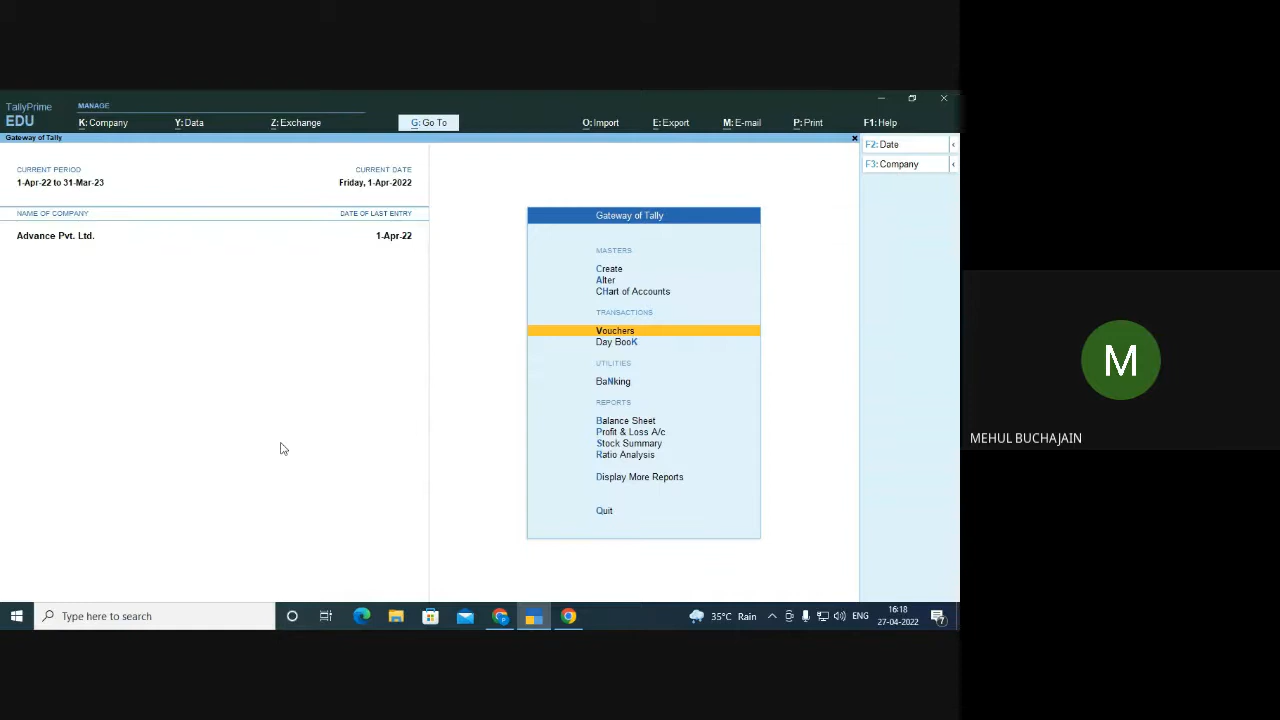 TallyPrime
EDU
MANAGE
K: Company
Y: Data
Z: Exchange
G: Go To
O: Import
E: Export
M: E-mail
P: Print
F1: Help
Gateway of Tally
F2: Date
F3: Company
CURRENT PERIOD
CURRENT DATE
1-Apr-22 to 31-Mar-23
Friday, 1-Apr-2022
NAME OF COMPANY
DATE OF LAST ENTRY
Advance Pvt. Ltd.
1-Apr-22
Gateway of Tally
MASTERS
Create
Alter
CHart of Accounts
TRANSACTIONS
Vouchers
Day BooK
UTILITIES
BaNking
REPORTS
Balance Sheet
Profit & Loss A/c
Stock Summary
Ratio Analysis
Display More Reports
Quit
M
MEHUL BUCHAJAIN
Type here to search
35°C Rain
ENG
16:18
27-04-2022
7